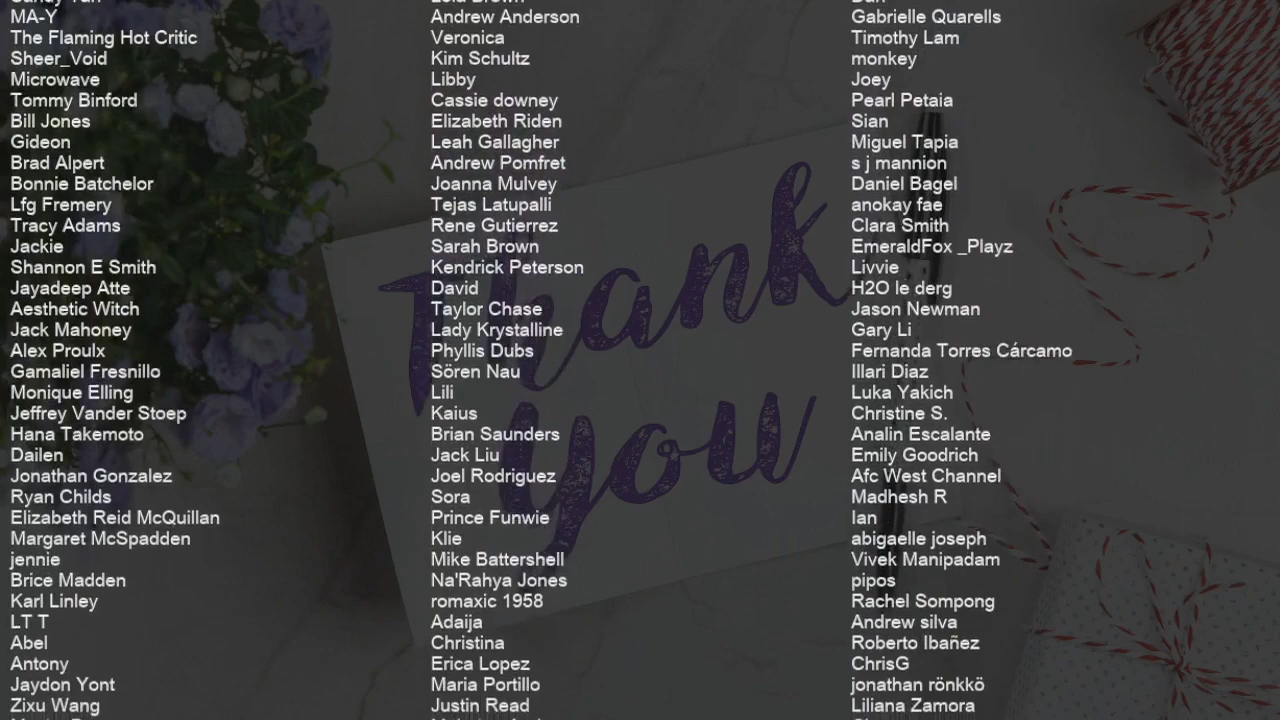 MA-Y
The Flaming Hot Critic
Sheer_Void
Microwave
Tommy Binford
Bill Jones
Gideon
Brad Alpert
Bonnie Batchelor
Lfg Fremery
Tracy Adams
Jackie
Shannon E Smith
Jayadeep Atte
Aesthetic Witch
Jack Mahoney
Alex Proulx
Gamaliel Fresnillo
Monique Elling
Jeffrey Vander Stoep
Hana Takemoto
Dailen
Jonathan Gonzalez
Ryan Childs
Elizabeth Reid McQuillan
Margaret McSpadden
jennie
Brice Madden
Karl Linley
LT T
Abel
Antony
Jaydon Yont
Zixu Wang
Andrew Anderson
Veronica
Kim Schultz
Libby
Cassie downey
Elizabeth Riden
Leah Gallagher
Andrew Pomfret
Joanna Mulvey
Tejas Latupalli
Rene Gutierrez
Sarah Brown
Kendrick Peterson
David
Taylor Chase
Lady Krystalline
Phyllis Dubs
Sören Nau
Lili
Kaius
Brian Saunders
Jack Liu
Joel Rodriguez
Sora
Prince Funwie
Klie
Mike Battershell
Na'Rahya Jones
romaxic 1958
Adaija
Christina
Erica Lopez
Maria Portillo
Justin Read
Gabrielle Quarells
Timothy Lam
monkey
Joey
Pearl Petaia
Sian
Miguel Tapia
s j mannion
Daniel Bagel
anokay fae
Clara Smith
EmeraldFox _Playz
Livvie
H2O le derg
Jason Newman
Gary Li
Fernanda Torres Cárcamo
Illari Diaz
Luka Yakich
Christine S.
Analin Escalante
Emily Goodrich
Afc West Channel
Madhesh R
Ian
abigaelle joseph
Vivek Manipadam
pipos
Rachel Sompong
Andrew silva
Roberto Ibañez
ChrisG
jonathan rönkkö
Liliana Zamora
Thank
you